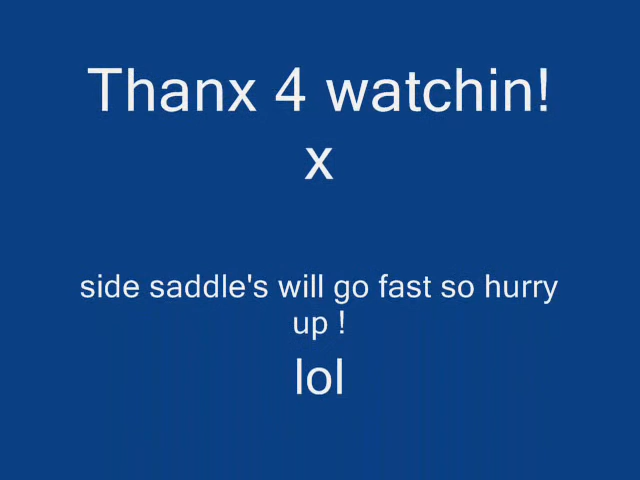 Thanx 4 watchin!
x
side saddle's will go fast so hurry
up !
lol